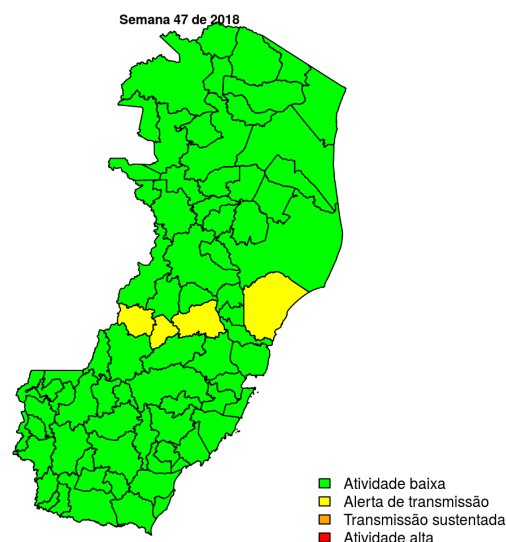 Semana 47 de 2018
Atividade baixa
Alerta de transmissão
Transmissão sustentada
Atividade alta